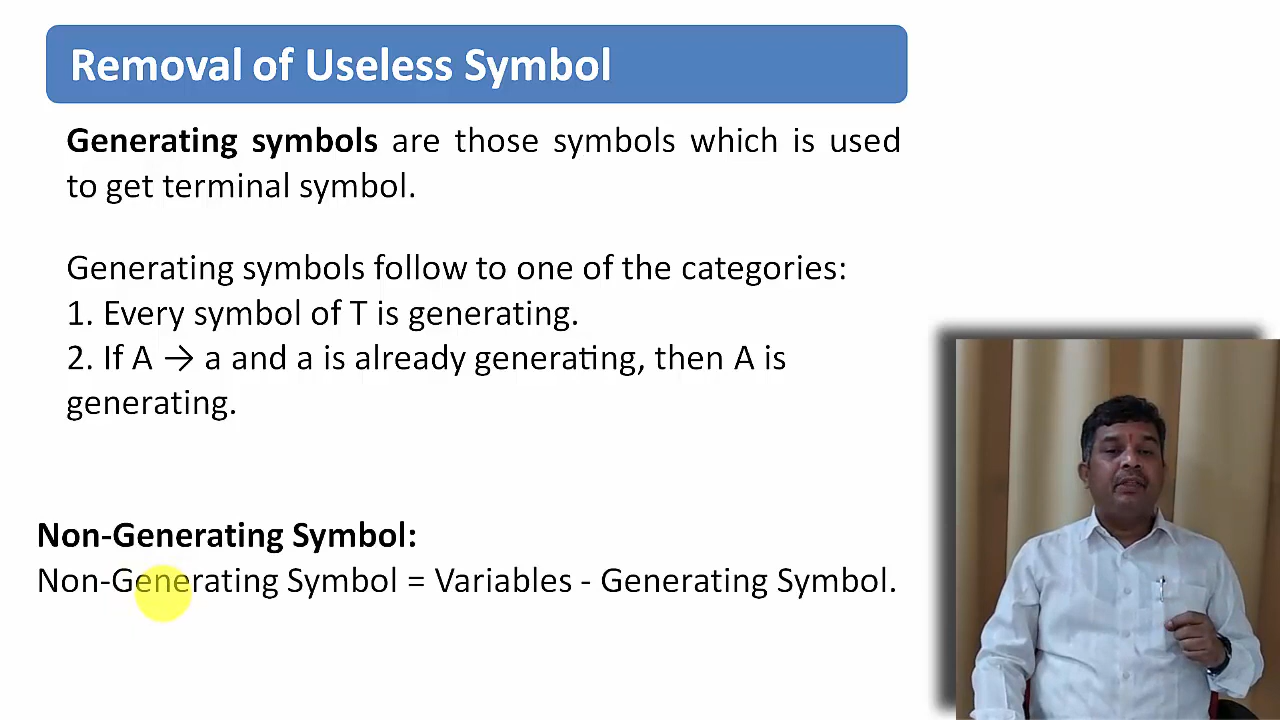 Removal of Useless Symbol
Generating symbols are those symbols which is used
to get terminal symbol.
Generating symbols follow to one of the categories:
1. Every symbol of T is generating.
2. If A → a and a is already generating, then A is
generating.
Non-Generating Symbol:
Non-Generating Symbol = Variables - Generating Symbol.